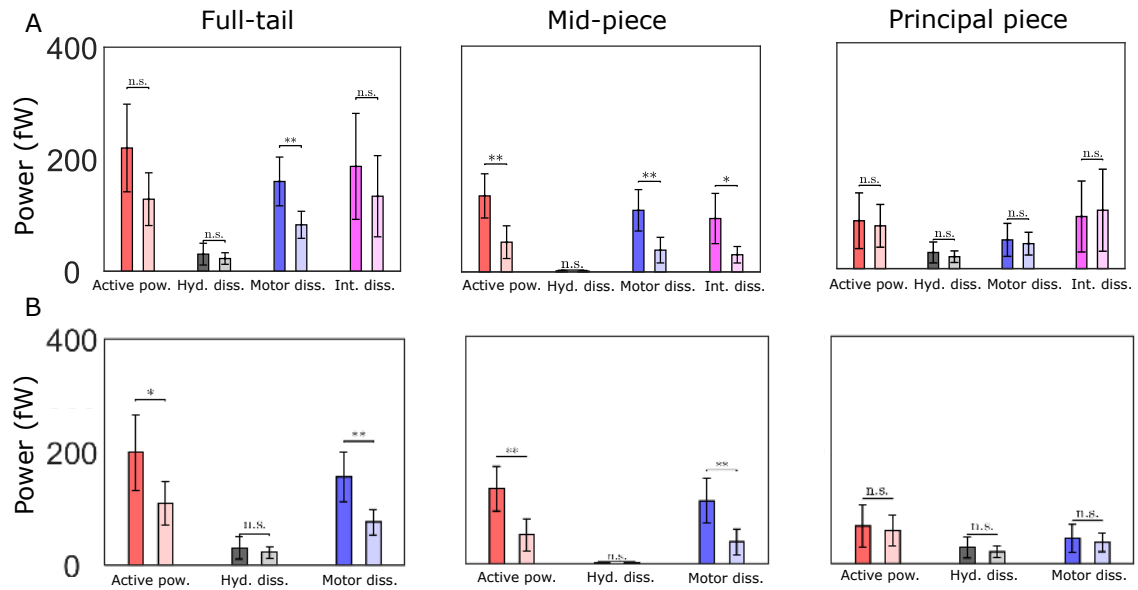 A
Full-tail
Mid-piece
Principal piece
Power (fW)
400
200
0
n.s.
n.s.
**
n.s.
Active pow.
Hyd. diss.
Motor diss.
Int. diss.
**
n.s.
**
*
Active pow.
Hyd. diss.
Motor diss.
Int. diss.
n.s.
n.s.
n.s.
n.s.
Active pow.
Hyd. diss.
Motor diss.
Int. diss.
B
Power (fW)
400
200
0
*
n.s.
**
Active pow.
Hyd. diss.
Motor diss.
**
n.s.
**
Active pow.
Hyd. diss.
Motor diss.
n.s.
n.s.
n.s.
Active pow.
Hyd. diss.
Motor diss.